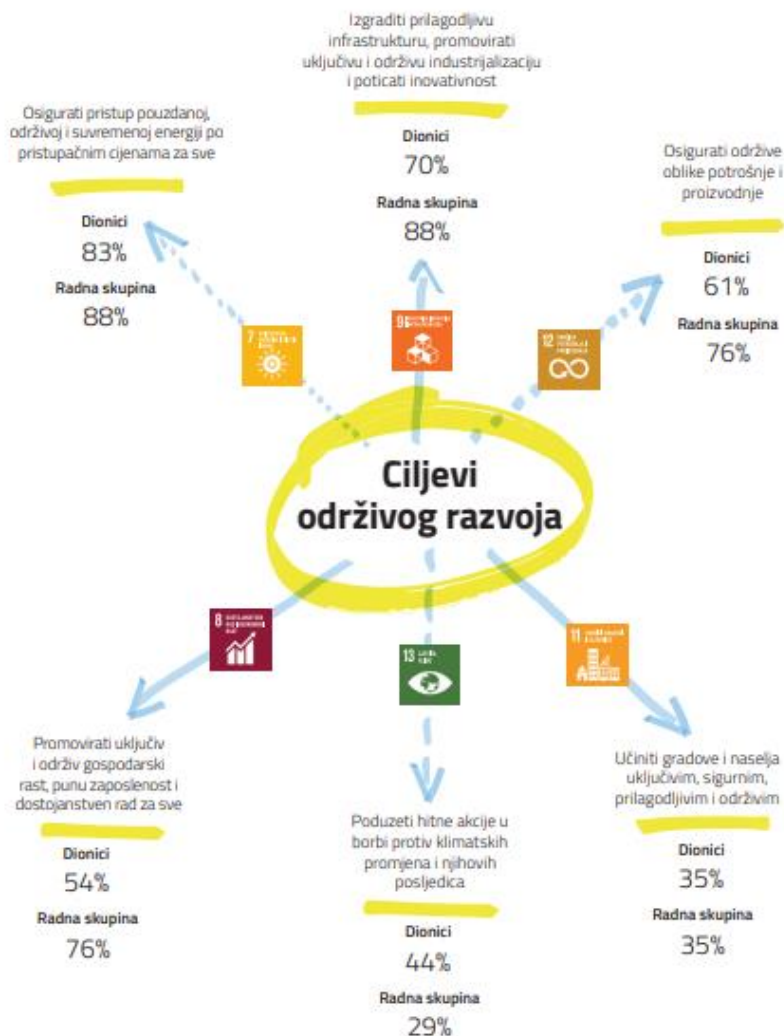 Izgraditi prilagodljivu
infrastrukturu, promovirati
uključivu i održivu industrijalizaciju
i poticati inovativnost
Dionici
70%
Radna skupina
88%
Osigurati pristup pouzdanoj,
održivoj i suvremenoj energiji po
pristupačnim cijenama za sve
Dionici
83%
Radna skupina
88%
Osigurati održive
oblike potrošnje i
proizvodnje
Dionici
61%
Radna skupina
76%
7
9
12
Ciljevi
održivog razvoja
8
13
11
Promovirati uključiv
i održiv gospodarski
rast, punu zaposlenost i
dostojanstven rad za sve
Dionici
54%
Radna skupina
76%
Poduzeti hitne akcije u
borbi protiv klimatskih
promjena i njihovih
posljedica
Dionici
44%
Radna skupina
29%
Učiniti gradove i naselja
uključivim, sigurnim,
prilagodljivim i održivim
Dionici
35%
Radna skupina
35%